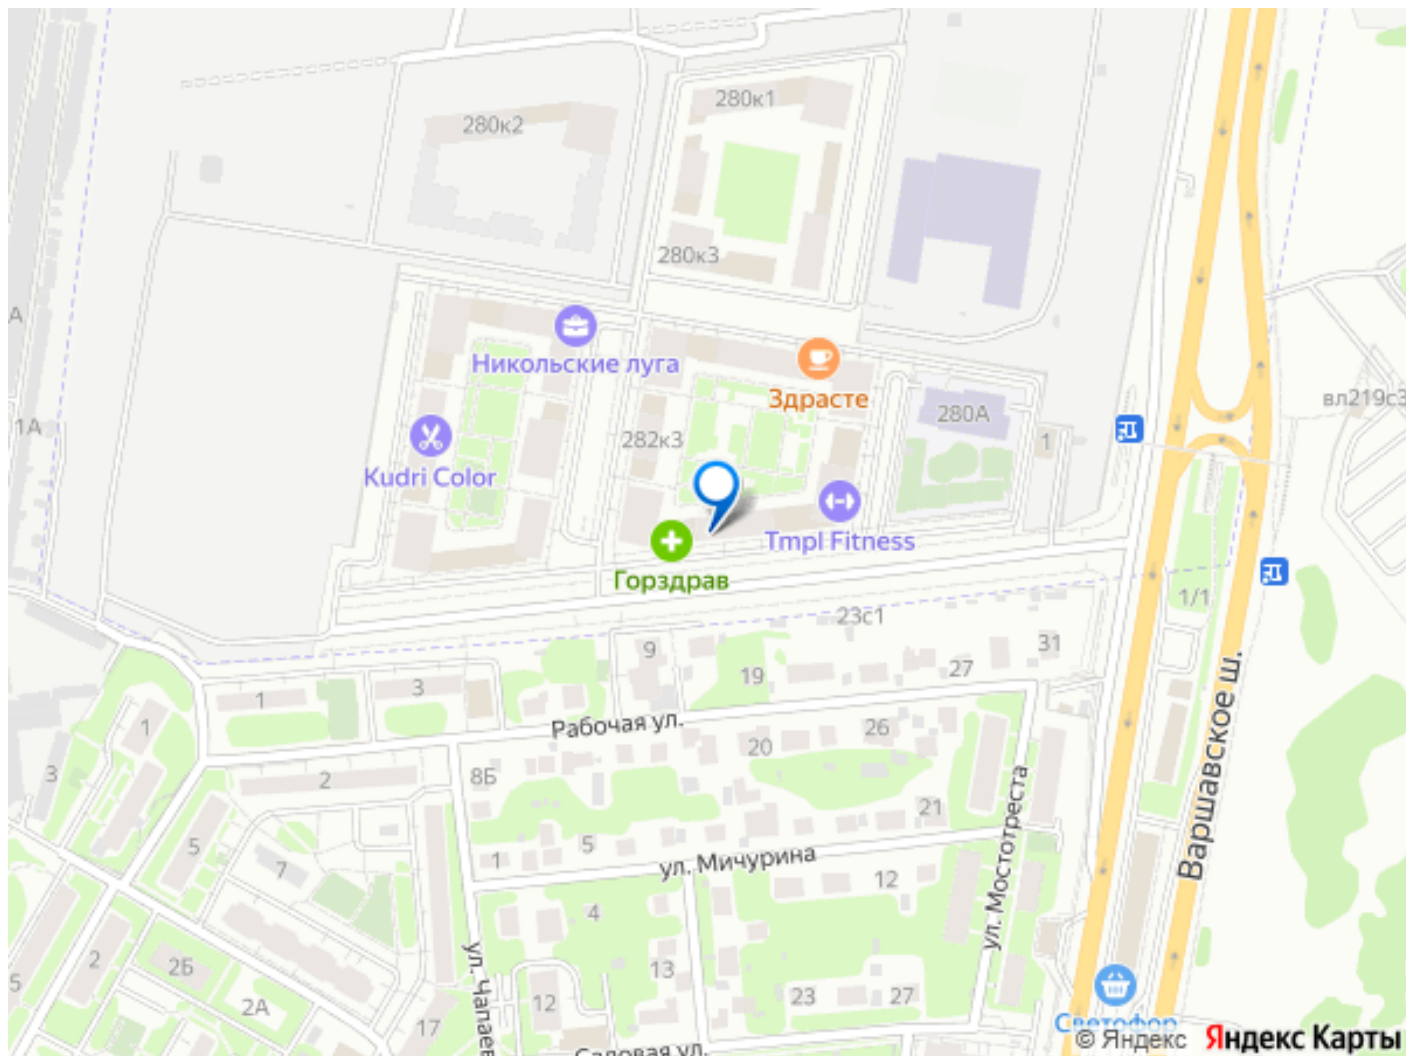 280к1
280к2
280к3
Никольские луга
Здрасте
вл219с3
А
280А
1А
282к3
1
Kudri Color
Tmpl Fitness
Горздрав
1/1
23с1
9
31
19
27
1
3
Рабочая ул.
1
26
20
3
2
8Б
21
5
5
1
ул. Мичурина
7
12
Варшавское ш.
ул. Мостотреста
4
2
2Б
13
5
2А
12
23
27
17
ул. Чапаев
Светофор
Садовая ул.
© Яндекс
Яндекс Карты